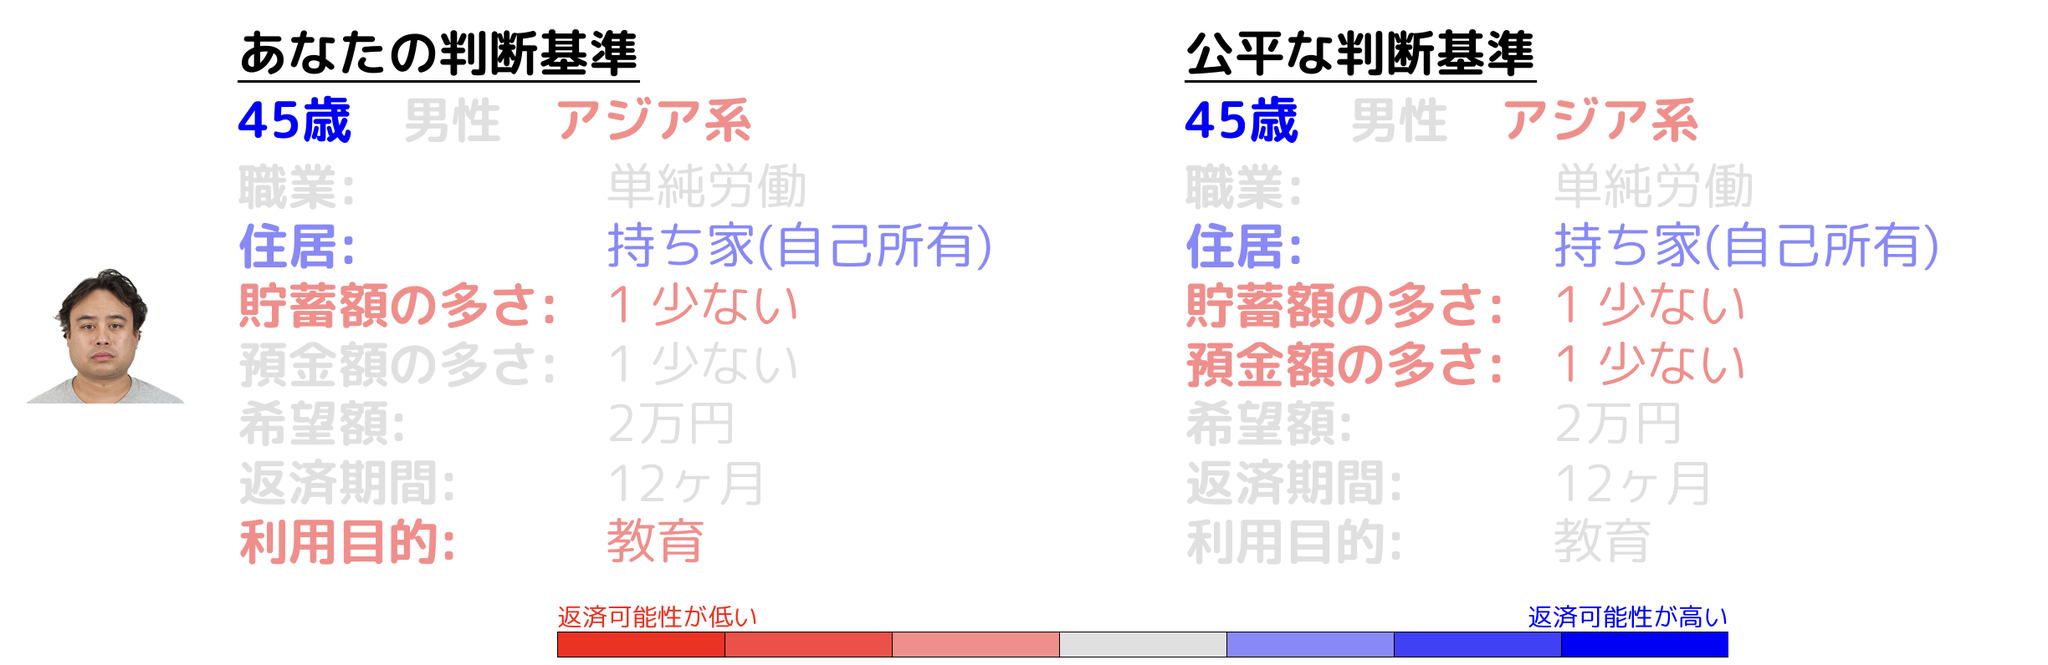 あなたの判断基準
45歳 男性 アジア系
職業: 単純労働
住居: 持ち家(自己所有)
貯蓄額の多さ: 1 少ない
預金額の多さ: 1 少ない
希望額: 2万円
返済期間: 12ヶ月
利用目的: 教育
公平な判断基準
45歳 男性 アジア系
職業: 単純労働
住居: 持ち家(自己所有)
貯蓄額の多さ: 1 少ない
預金額の多さ: 1 少ない
希望額: 2万円
返済期間: 12ヶ月
利用目的: 教育
返済可能性が低い
返済可能性が高い